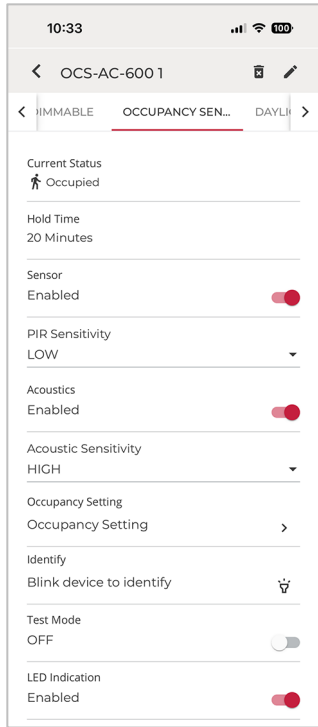 10:33
100
OCS-AC-600 1
DIMMABLE OCCUPANCY SEN... DAYLI
Current Status
Occupied
Hold Time
20 Minutes
Sensor
Enabled
PIR Sensitivity
LOW
Acoustics
Enabled
Acoustic Sensitivity
HIGH
Occupancy Setting
Occupancy Setting
Identify
Blink device to identify
Test Mode
OFF
LED Indication
Enabled